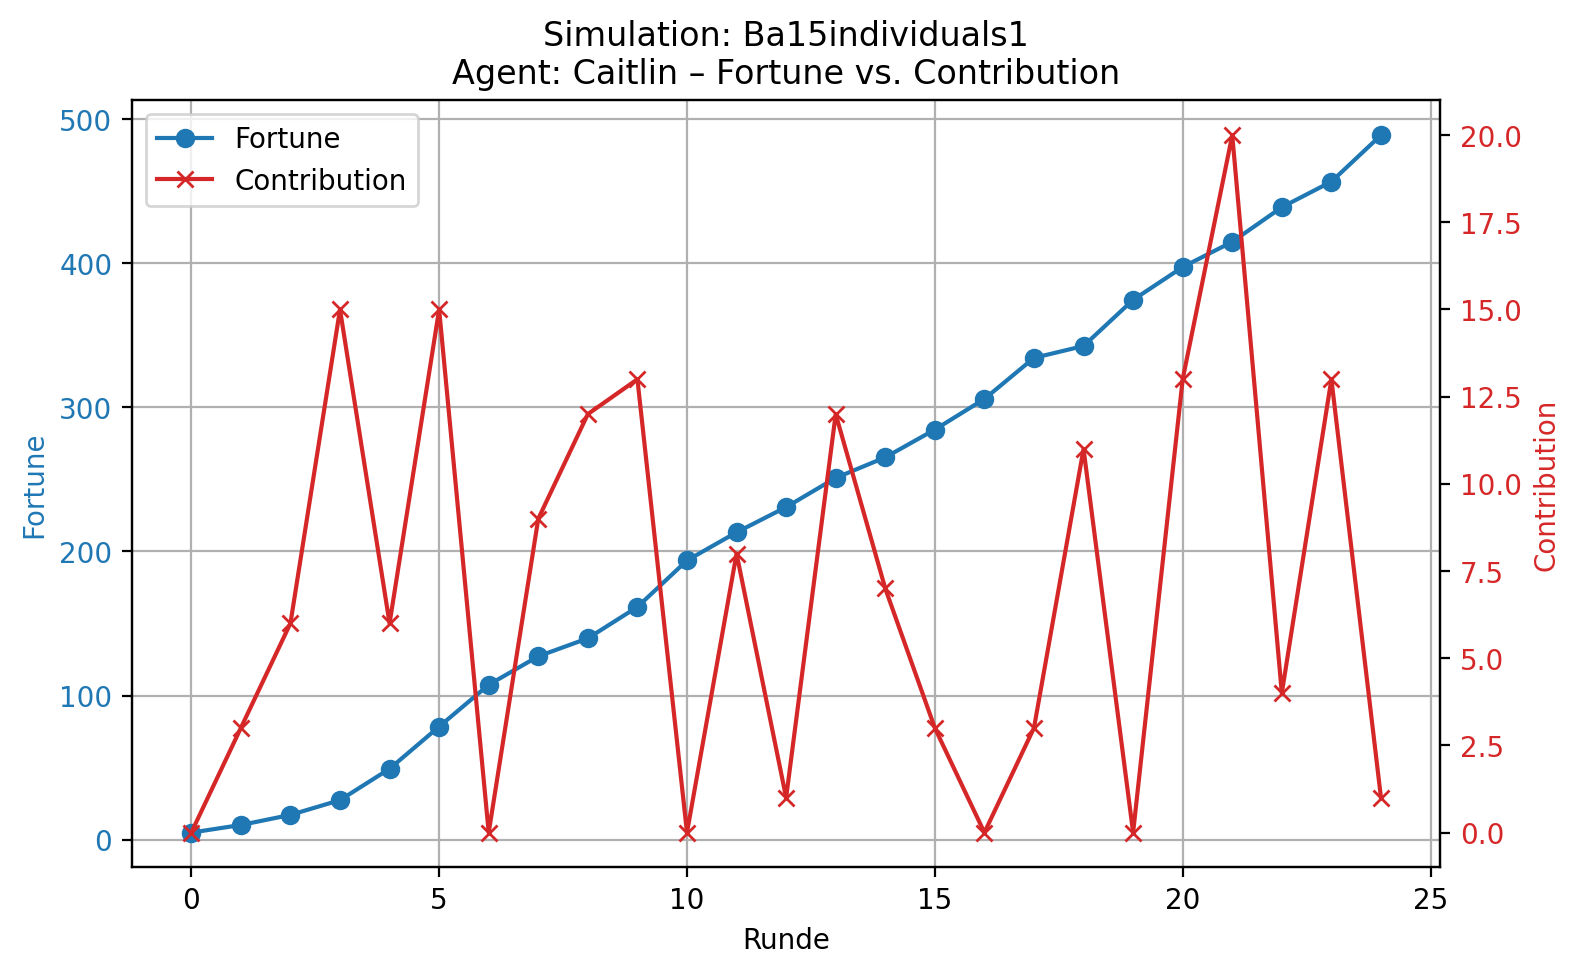 Simulation: Ba15individuals1
Agent: Caitlin – Fortune vs. Contribution
Fortune
Contribution
500
400
300
200
100
0
Fortune
20.0
17.5
15.0
12.5
10.0
7.5
5.0
2.5
0.0
Contribution
0 5 10 15 20 25
Runde